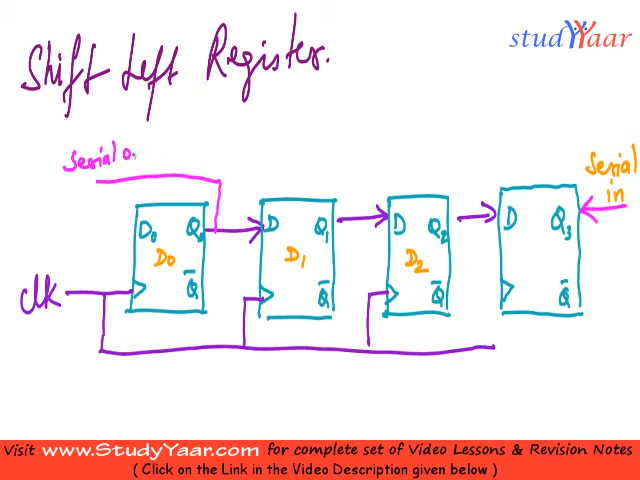 studYYaar
Shift Left Register.
Serial o.
Serial
in
D0 Q0 D Q1 D Q2 D Q3
D0 D1 D2
Clk Q̅ Q̅ Q̅ Q̅
Visit www.StudyYaar.com for complete set of Video Lessons & Revision Notes
( Click on the Link in the Video Description given below )